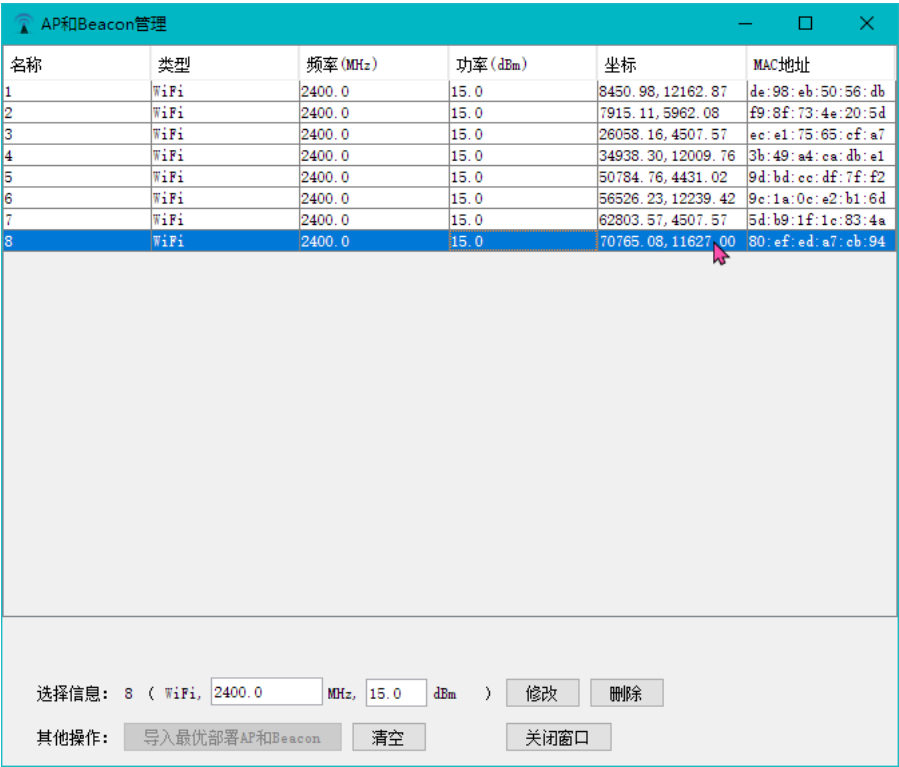 AP和Beacon管理
名称 类型 频率(MHz) 功率(dBm) 坐标 MAC地址
1 WiFi 2400.0 15.0 8450.98,12162.87 de:98:eb:50:56:db
2 WiFi 2400.0 15.0 7915.11,5962.08 f9:8f:73:4e:20:5d
3 WiFi 2400.0 15.0 26058.16,4507.57 ec:e1:75:65:cf:a7
4 WiFi 2400.0 15.0 34938.30,12009.76 3b:49:a4:ca:db:e1
5 WiFi 2400.0 15.0 50784.76,4431.02 9d:bd:cc:df:7f:f2
6 WiFi 2400.0 15.0 56526.23,12239.42 9c:1a:0c:e2:b1:6d
7 WiFi 2400.0 15.0 62803.57,4507.57 5d:b9:1f:1c:83:4a
8 WiFi 2400.0 15.0 70765.08,11627.00 80:ef:ed:a7:cb:94
选择信息: 8 ( WiFi, 2400.0 MHz, 15.0 dBm ) 修改 删除
其他操作: 导入最优部署AP和Beacon 清空 关闭窗口